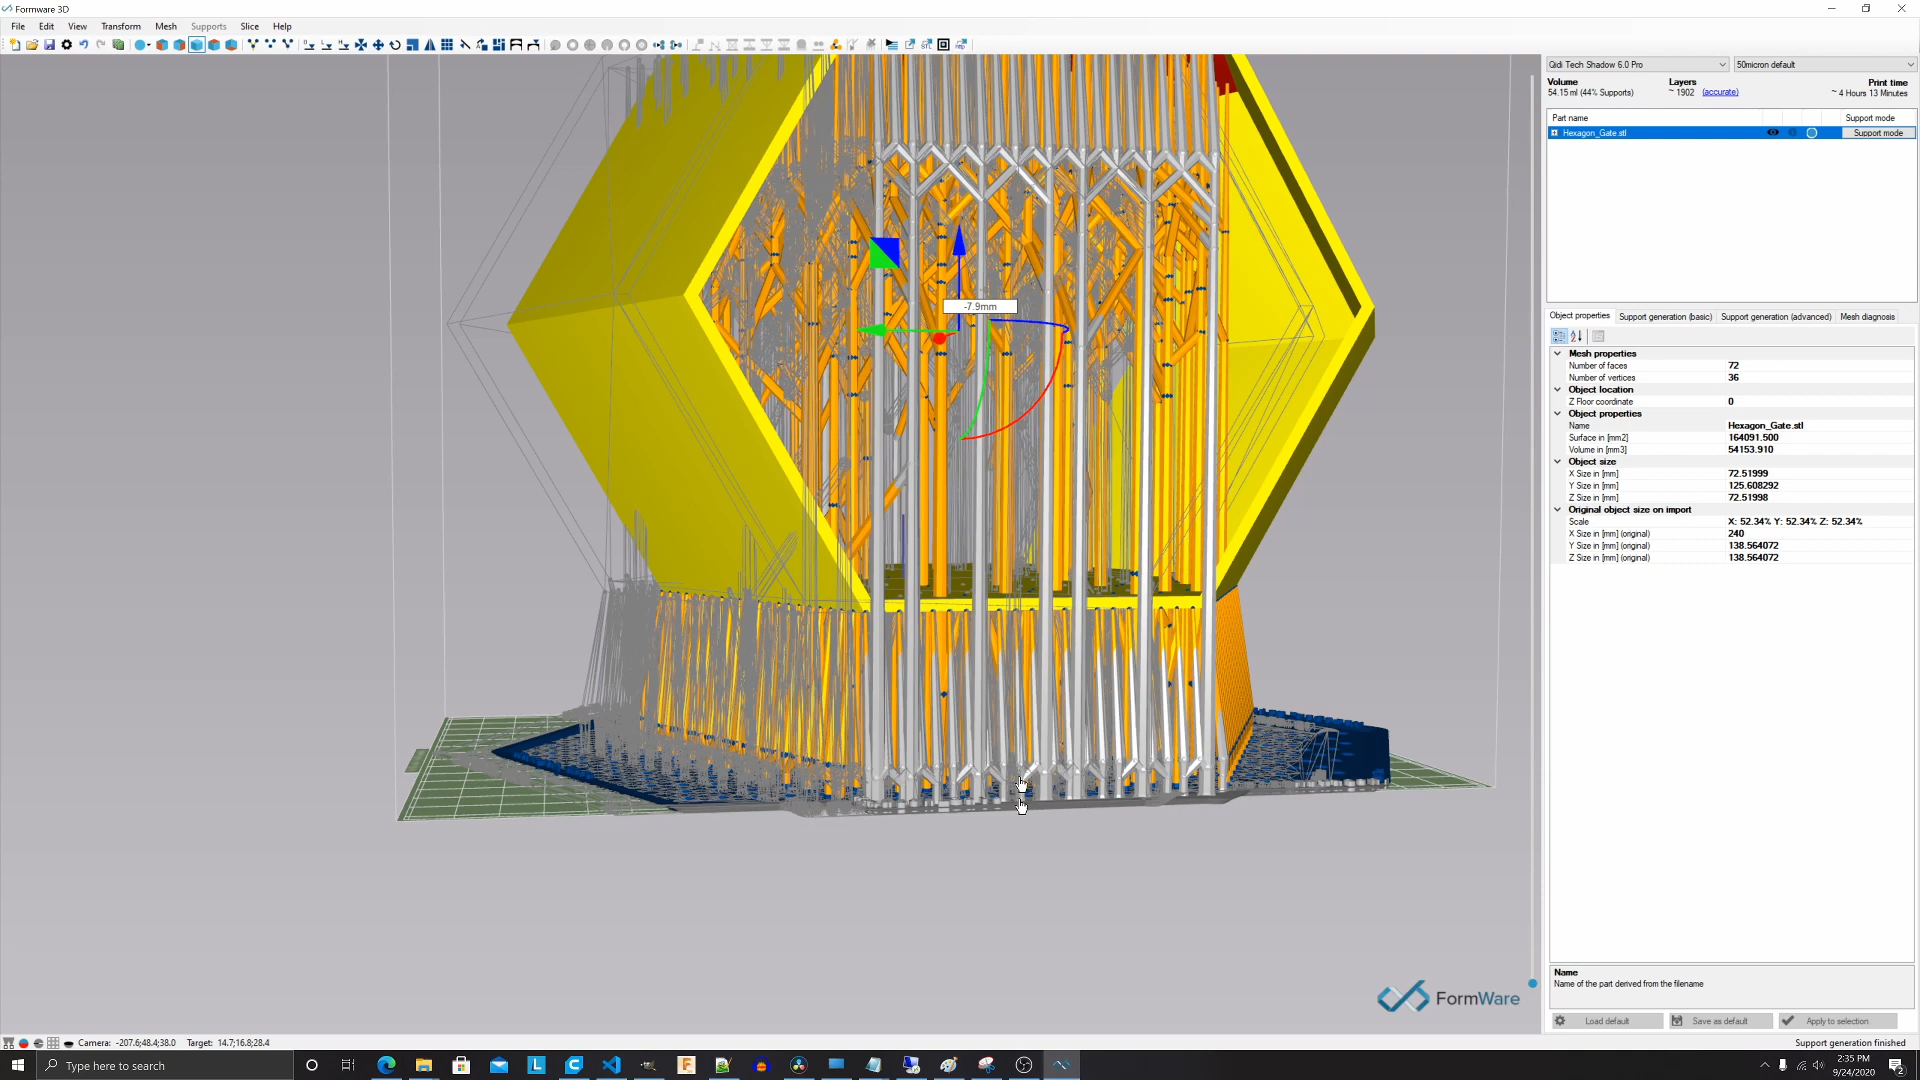 Formware 3D
File Edit View Transform Mesh Supports Slice Help
Qidi Tech Shadow 6.0 Pro 50micron default
Volume Layers Print time
54.15 ml (44% Supports) ~ 1902 (accurate) ~ 4 Hours 13 Minutes
Part name Support mode
Hexagon_Gate.stl Support mode
-7.9mm
Object properties Support generation (basic) Support generation (advanced) Mesh diagnosis
Mesh properties
Number of faces 72
Number of vertices 36
Object location
Z Floor coordinate 0
Object properties
Name Hexagon_Gate.stl
Surface in [mm2] 164091.500
Volume in [mm3] 54153.910
Object size
X Size in [mm] 72.51999
Y Size in [mm] 125.608292
Z Size in [mm] 72.51998
Original object size on import
Scale X: 52.34% Y: 52.34% Z: 52.34%
X Size in [mm] (original) 240
Y Size in [mm] (original) 138.564072
Z Size in [mm] (original) 138.564072
FormWare
Name
Name of the part derived from the filename
Load default Save as default Apply to selection
Camera: -207.6;48.4;38.0 Target: 14.7;16.8;28.4 Support generation finished
Type here to search
2:35 PM
9/24/2020